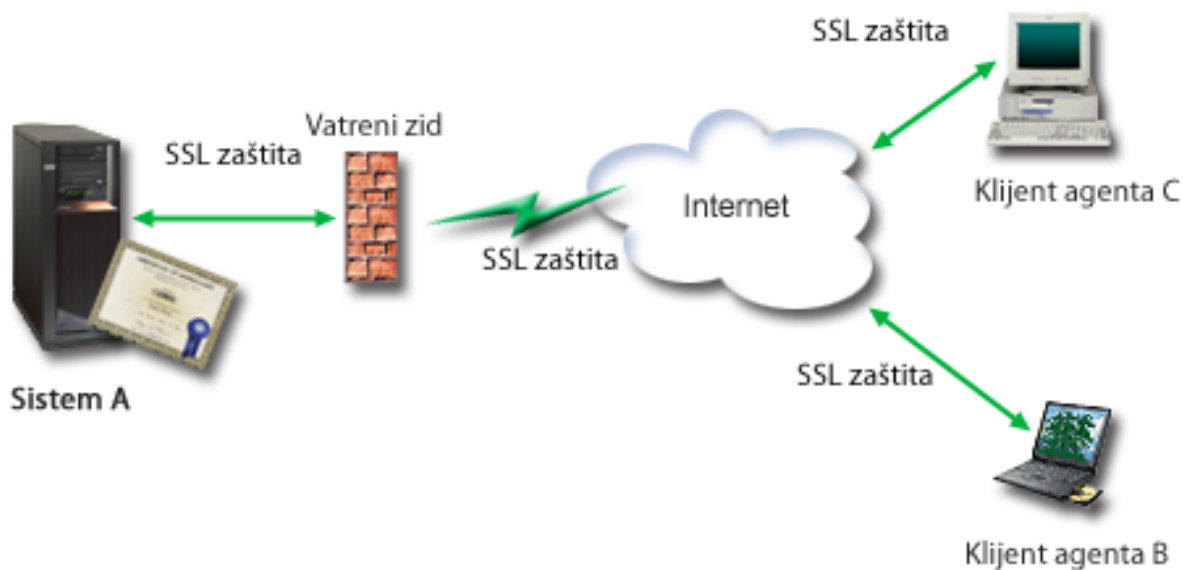 SSL zaštita
Vatreni zid
SSL zaštita
Internet
SSL zaštita
Klijent agenta C
SSL zaštita
Sistem A
Klijent agenta B